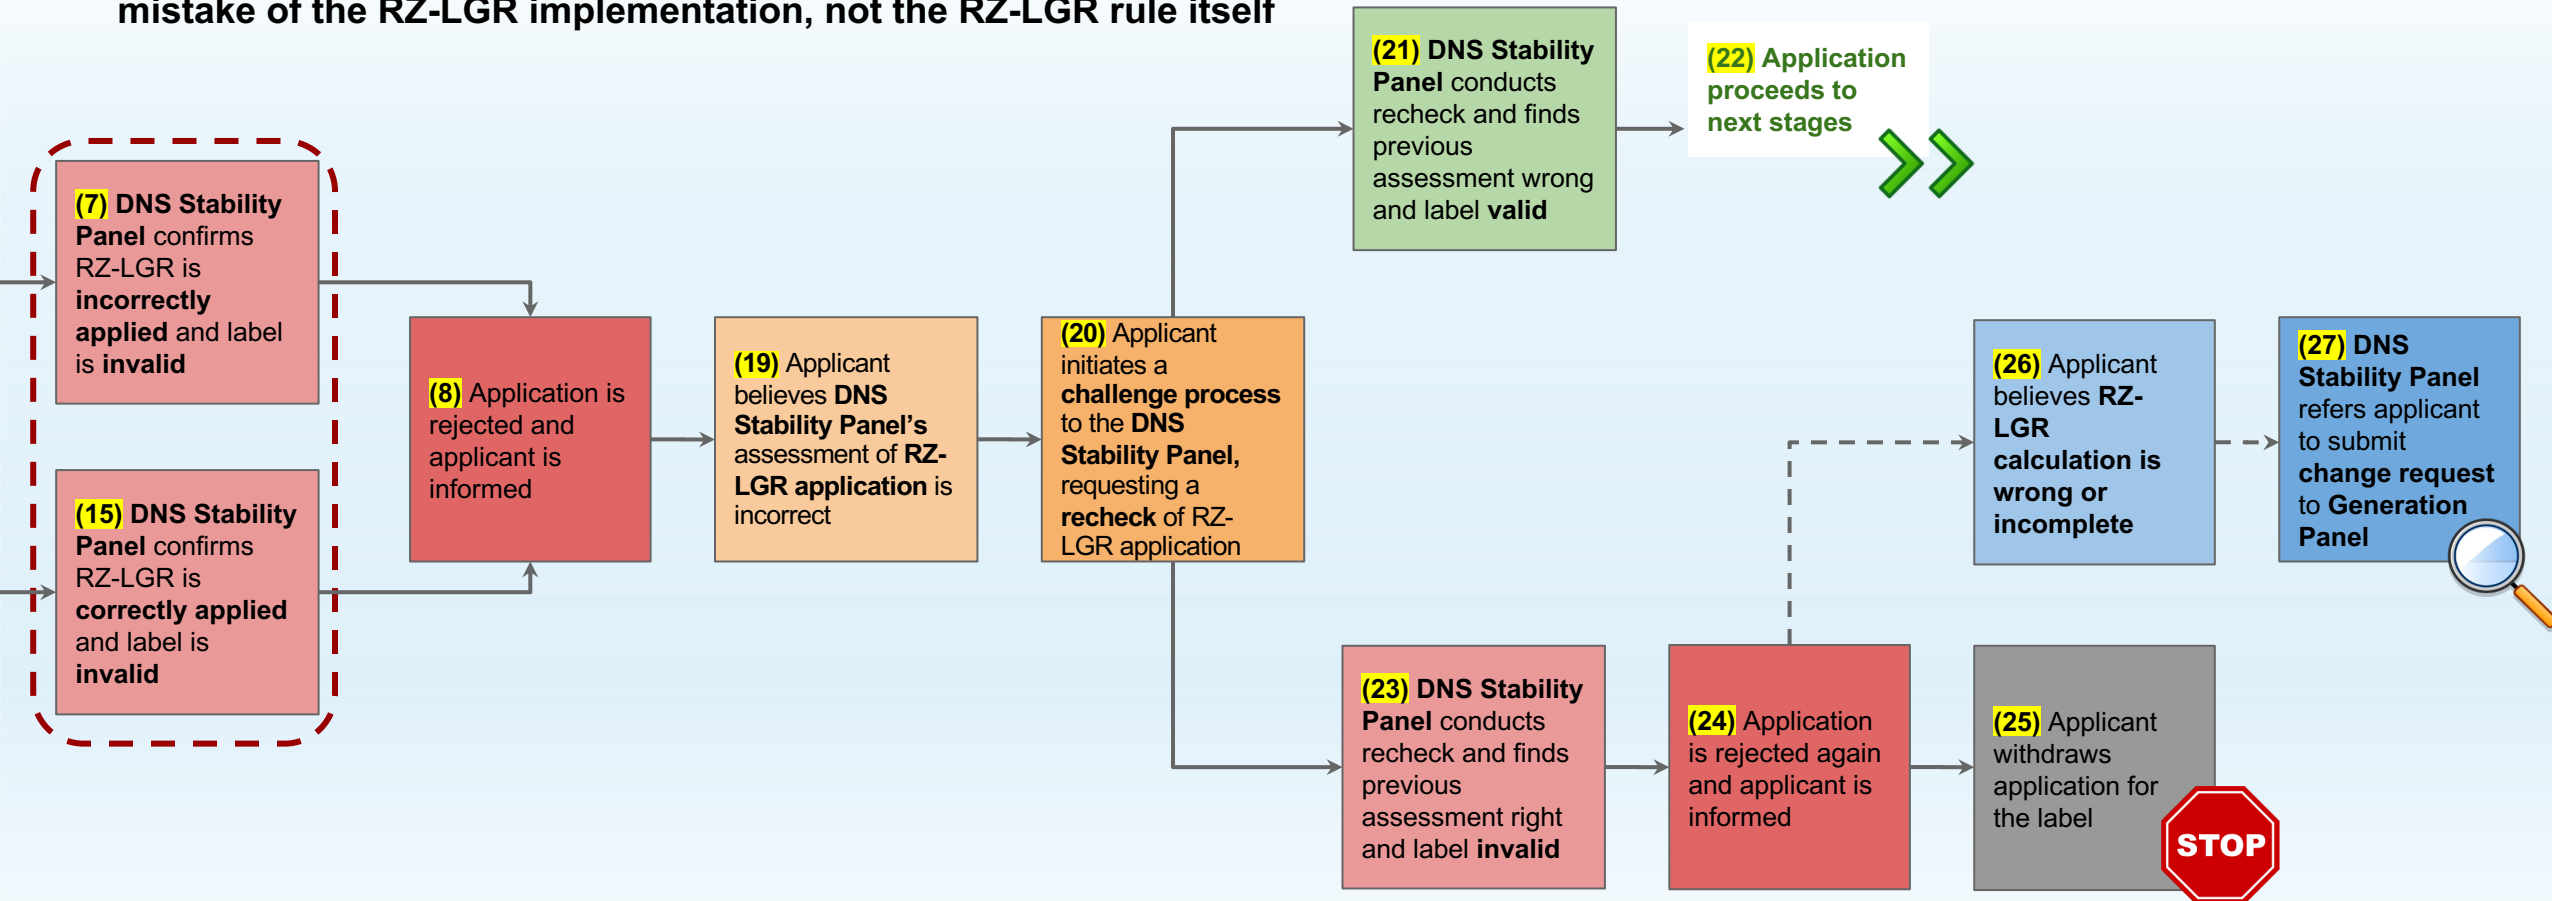 mistake of the RZ-LGR implementation, not the RZ-LGR rule itself
(7) DNS Stability
Panel confirms
RZ-LGR is
incorrectly
applied and label
is invalid
(15) DNS Stability
Panel confirms
RZ-LGR is
correctly applied
and label is
invalid
(8) Application is
rejected and
applicant is
informed
(19) Applicant
believes DNS
Stability Panel’s
assessment of RZ-
LGR application is
incorrect
(20) Applicant
initiates a
challenge process
to the DNS
Stability Panel,
requesting a
recheck of RZ-
LGR application
(21) DNS Stability
Panel conducts
recheck and finds
previous
assessment wrong
and label valid
(22) Application
proceeds to
next stages
(23) DNS Stability
Panel conducts
recheck and finds
previous
assessment right
and label invalid
(24) Application
is rejected again
and applicant is
informed
(25) Applicant
withdraws
application for
the label
STOP
(26) Applicant
believes RZ-
LGR
calculation is
wrong or
incomplete
(27) DNS
Stability Panel
refers applicant
to submit
change request
to Generation
Panel